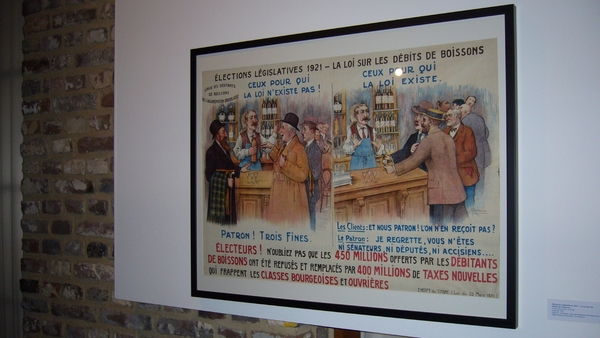 ÉLECTIONS LÉGISLATIVES 1921 - LA LOI SUR LES DÉBITS DE BOISSONS
CEUX POUR QUI
LA LOI N'EXISTE PAS !
CEUX POUR QUI
LA LOI EXISTE.
PATRON ! TROIS FINES.
Les Clients : ET NOUS PATRON ! L'ON N'EN REÇOIT PAS ?
Le Patron : JE REGRETTE, VOUS N'ÊTES
NI SÉNATEURS, NI DÉPUTÉS, NI ACCISIENS....
ÉLECTEURS ! N'OUBLIEZ PAS QUE LES 450 MILLIONS OFFERTS PAR LES DÉBITANTS
DE BOISSONS ONT ÉTÉ REFUSÉS ET REMPLACÉS PAR 400 MILLIONS DE TAXES NOUVELLES
QUI FRAPPENT LES CLASSES BOURGEOISES ET OUVRIÈRES